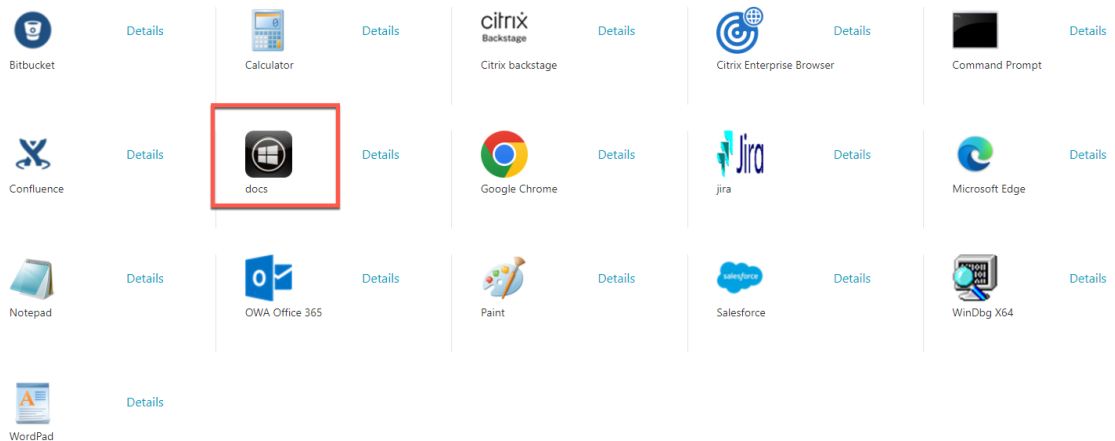 Details
Bitbucket
Details
Calculator
citrix
Backstage
Details
Citrix backstage
Details
Citrix Enterprise Browser
Details
Command Prompt
Details
Confluence
Details
docs
Details
Google Chrome
Jira
Details
jira
Details
Microsoft Edge
Details
Notepad
Details
OWA Office 365
Details
Paint
salesforce
Details
Salesforce
Details
WinDbg X64
Details
WordPad